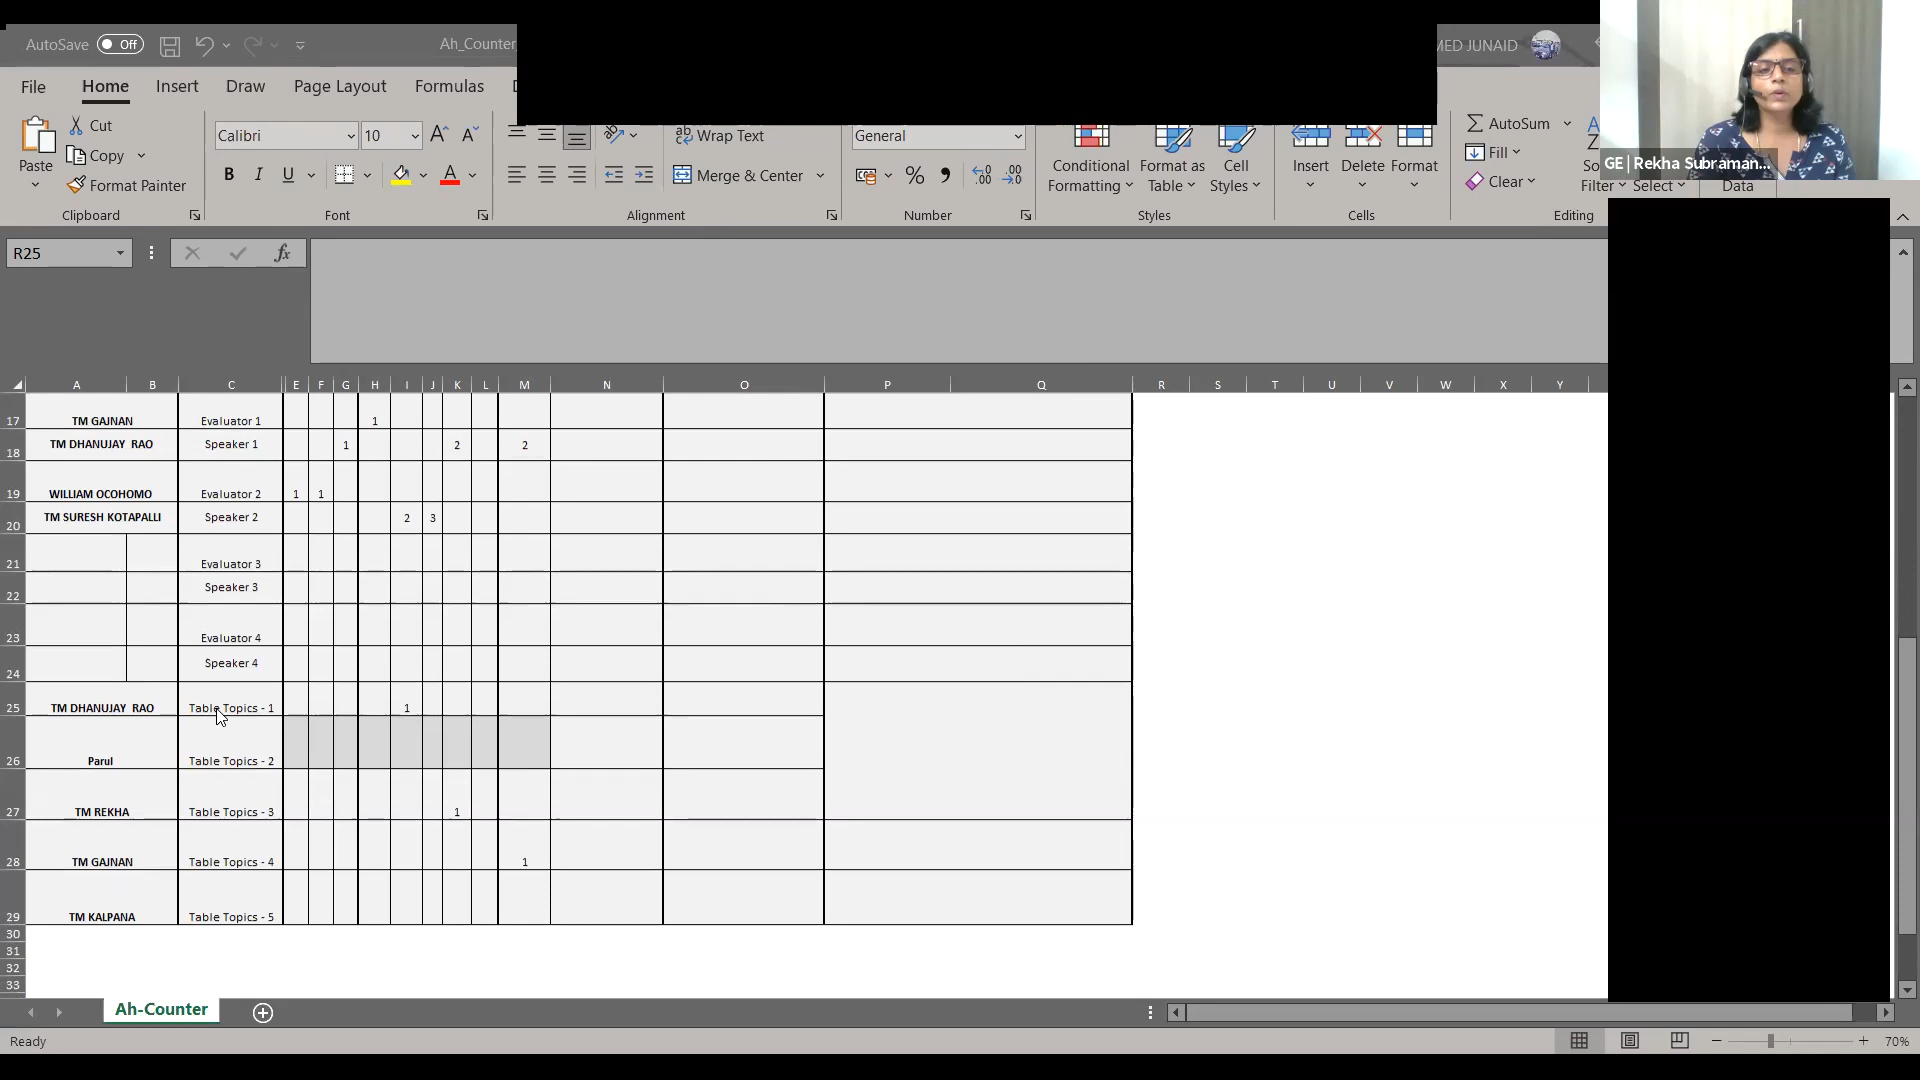 AutoSave Off Ah_Counter MED JUNAID
File Home Insert Draw Page Layout Formulas
Cut
Copy
Format Painter
Paste
Calibri 10
B I U
Wrap Text
Merge & Center
General
Conditional Formatting
Format as Table
Cell Styles
Insert Delete Format
AutoSum
Fill
Clear
Filter Select
Data
GE | Rekha Subraman...
Clipboard Font Alignment Number Styles Cells Editing
R25 fx
A B C E F G H I J K L M N O P Q R S T U V W X Y
17 TM GAJNAN Evaluator 1 1
18 TM DHANUJAY RAO Speaker 1 1 2 2
19 WILLIAM OCOHOMO Evaluator 2 1 1
20 TM SURESH KOTAPALLI Speaker 2 2 3
21 Evaluator 3
22 Speaker 3
23 Evaluator 4
24 Speaker 4
25 TM DHANUJAY RAO Table Topics - 1 1
26 Parul Table Topics - 2
27 TM REKHA Table Topics - 3 1
28 TM GAJNAN Table Topics - 4 1
29 TM KALPANA Table Topics - 5
30
31
32
33
Ah-Counter
Ready 70%